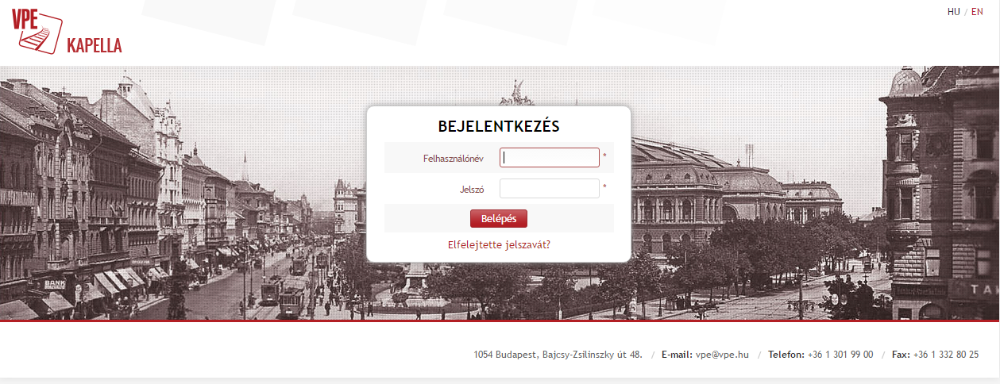 VPE
KAPELLA
HU / EN
BEJELENTKEZÉS
Felhasználónév *
Jelszó *
Belépés
Elfelejtette jelszavát?
BANK
TAK
1054 Budapest, Bajcsy-Zsilinszky út 48. / E-mail: vpe@vpe.hu / Telefon: +36 1 301 99 00 / Fax: +36 1 332 80 25